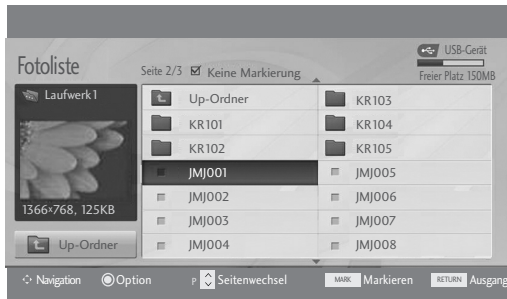 USB-Gerät
Fotoliste
Seite 2/3 Keine Markierung
Freier Platz 150MB
Laufwerk1
Up-Ordner
KR101
KR102
JMJ001
JMJ002
JMJ003
JMJ004
KR103
KR104
KR105
JMJ005
JMJ006
JMJ007
JMJ008
1366×768, 125KB
Up-Ordner
Navigation Option P Seitenwechsel MARK Markieren RETURN Ausgang